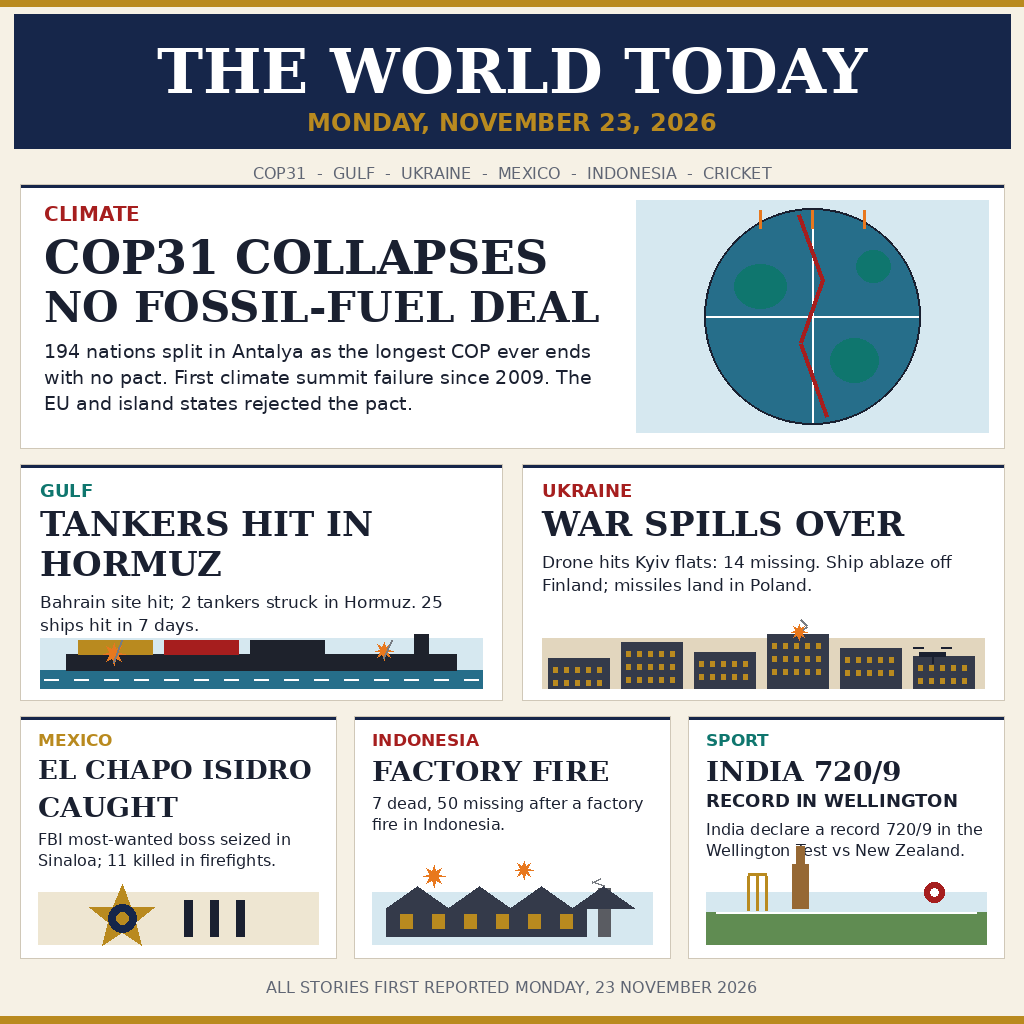 THE WORLD TODAY
MONDAY, NOVEMBER 23, 2026
COP31 - GULF - UKRAINE - MEXICO - INDONESIA - CRICKET
CLIMATE
COP31 COLLAPSES
NO FOSSIL-FUEL DEAL
194 nations split in Antalya as the longest COP ever ends
with no pact. First climate summit failure since 2009. The
EU and island states rejected the pact.
GULF
TANKERS HIT IN
HORMUZ
Bahrain site hit; 2 tankers struck in Hormuz. 25
ships hit in 7 days.
UKRAINE
WAR SPILLS OVER
Drone hits Kyiv flats: 14 missing. Ship ablaze off
Finland; missiles land in Poland.
MEXICO
EL CHAPO ISIDRO
CAUGHT
FBI most-wanted boss seized in
Sinaloa; 11 killed in firefights.
INDONESIA
FACTORY FIRE
7 dead, 50 missing after a factory
fire in Indonesia.
SPORT
INDIA 720/9
RECORD IN WELLINGTON
India declare a record 720/9 in the
Wellington Test vs New Zealand.
ALL STORIES FIRST REPORTED MONDAY, 23 NOVEMBER 2026